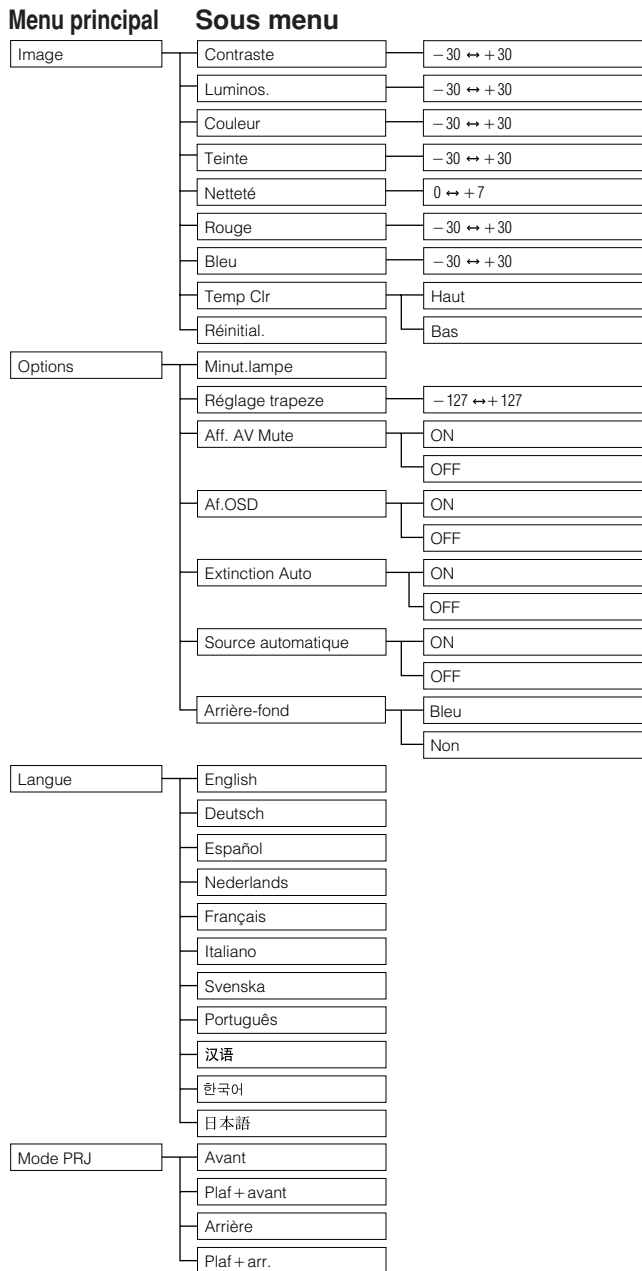 Menu principal Sous menu
Image Contraste −30 ↔ +30
Luminos. −30 ↔ +30
Couleur −30 ↔ +30
Teinte −30 ↔ +30
Netteté 0 ↔ +7
Rouge −30 ↔ +30
Bleu −30 ↔ +30
Temp Clr Haut
Réinitial. Bas
Options Minut.lampe
Réglage trapeze −127 ↔+127
Aff. AV Mute ON
OFF
Af.OSD ON
OFF
Extinction Auto ON
OFF
Source automatique ON
OFF
Arrière-fond Bleu
Non
Langue English
Deutsch
Español
Nederlands
Français
Italiano
Svenska
Português
汉语
한국어
日本語
Mode PRJ Avant
Plaf+avant
Arrière
Plaf+arr.